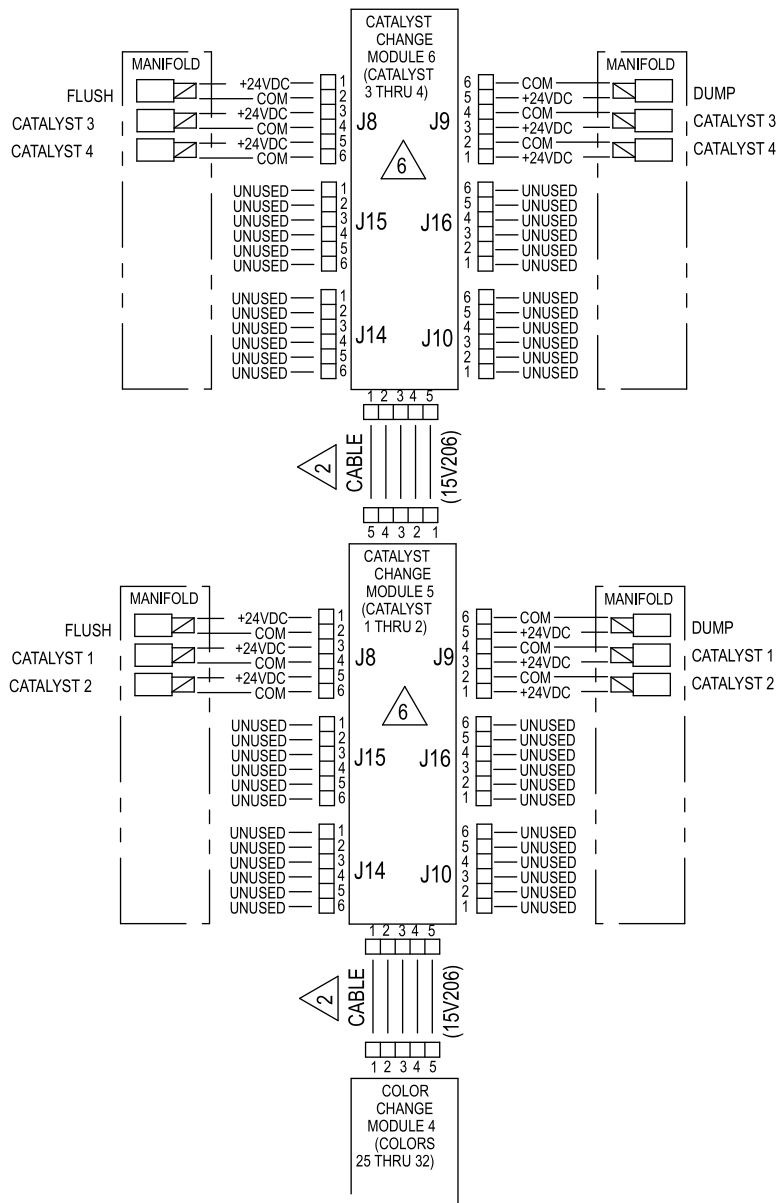 CATALYST
CHANGE
MODULE 6
(CATALYST
3 THRU 4)
MANIFOLD
MANIFOLD
FLUSH +24VDC 1 6 COM DUMP
COM 2 5 +24VDC
CATALYST 3 +24VDC 3 4 COM CATALYST 3
COM 4 3 +24VDC
CATALYST 4 +24VDC 5 2 COM CATALYST 4
COM 6 1 +24VDC
J8 J9
6
UNUSED 1 6 UNUSED
UNUSED 2 5 UNUSED
UNUSED 3 4 UNUSED
UNUSED 4 3 UNUSED
UNUSED 5 2 UNUSED
UNUSED 6 1 UNUSED
J15 J16
UNUSED 1 6 UNUSED
UNUSED 2 5 UNUSED
UNUSED 3 4 UNUSED
UNUSED 4 3 UNUSED
UNUSED 5 2 UNUSED
UNUSED 6 1 UNUSED
J14 J10
1 2 3 4 5
2
CABLE
(15V206)
5 4 3 2 1
CATALYST
CHANGE
MODULE 5
(CATALYST
1 THRU 2)
MANIFOLD
MANIFOLD
FLUSH +24VDC 1 6 COM DUMP
COM 2 5 +24VDC
CATALYST 1 +24VDC 3 4 COM CATALYST 1
COM 4 3 +24VDC
CATALYST 2 +24VDC 5 2 COM CATALYST 2
COM 6 1 +24VDC
J8 J9
6
UNUSED 1 6 UNUSED
UNUSED 2 5 UNUSED
UNUSED 3 4 UNUSED
UNUSED 4 3 UNUSED
UNUSED 5 2 UNUSED
UNUSED 6 1 UNUSED
J15 J16
UNUSED 1 6 UNUSED
UNUSED 2 5 UNUSED
UNUSED 3 4 UNUSED
UNUSED 4 3 UNUSED
UNUSED 5 2 UNUSED
UNUSED 6 1 UNUSED
J14 J10
1 2 3 4 5
2
CABLE
(15V206)
1 2 3 4 5
COLOR
CHANGE
MODULE 4
(COLORS
25 THRU 32)